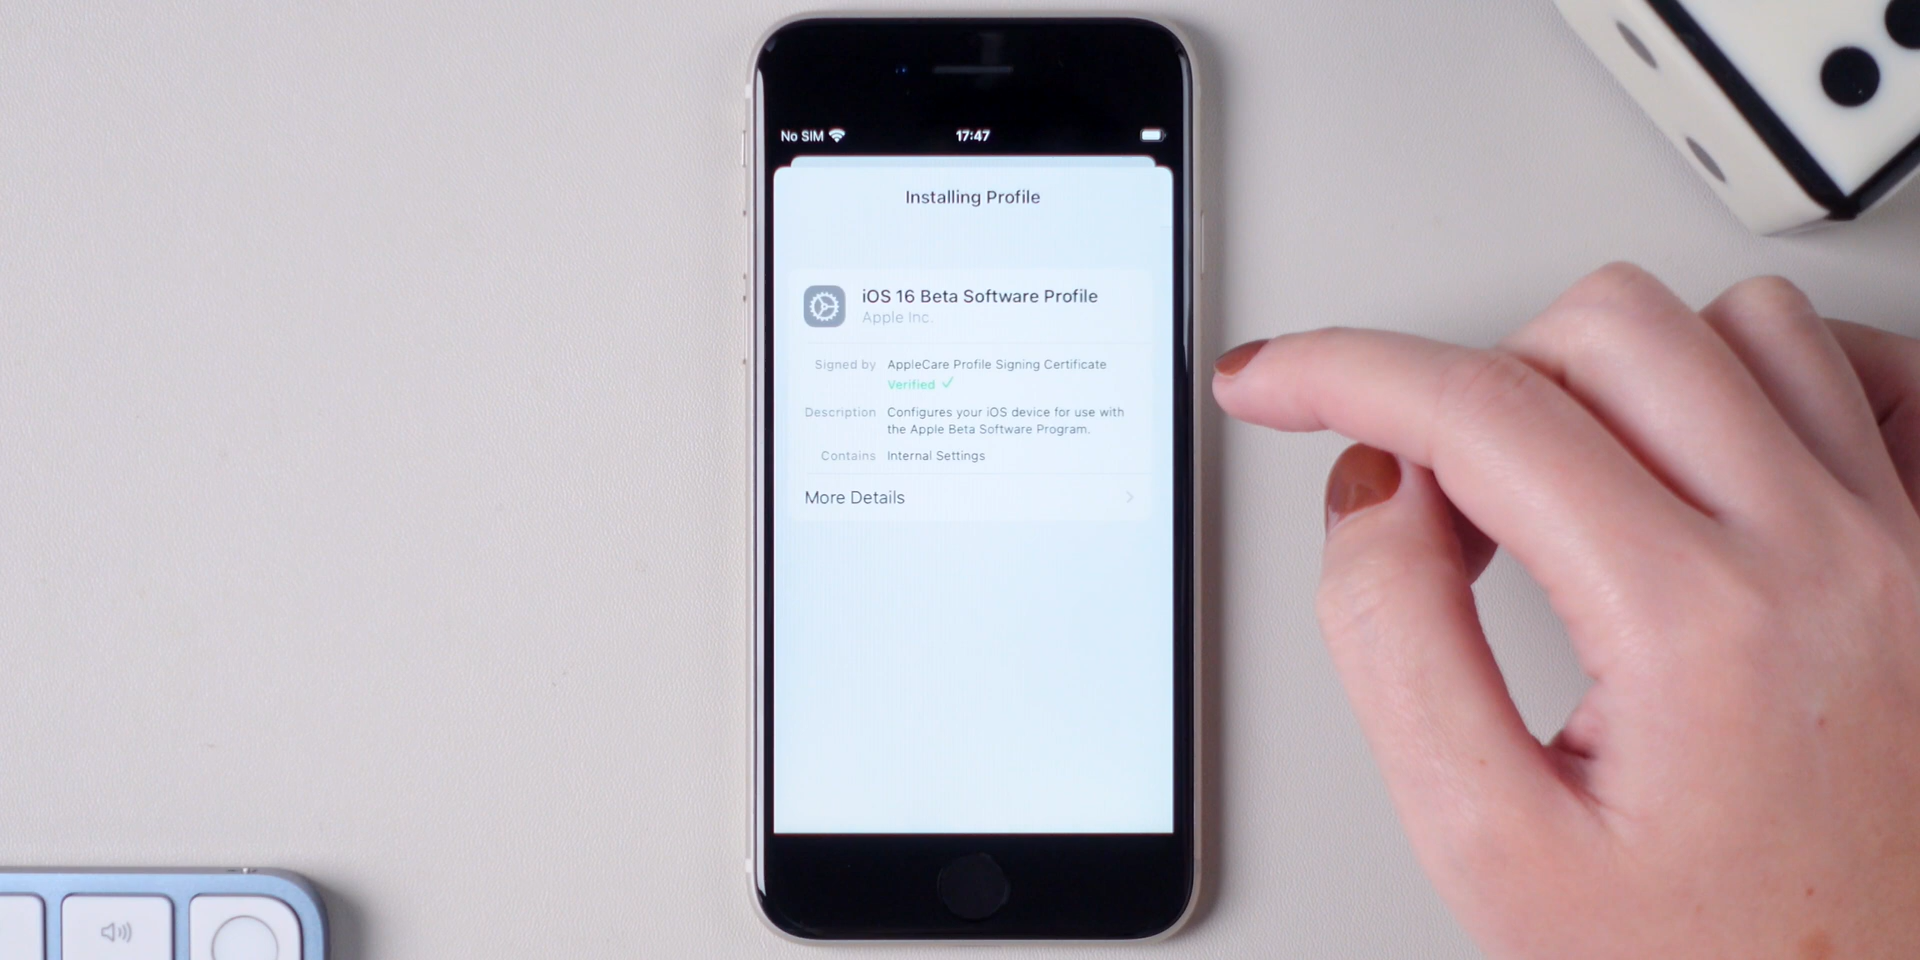 No SIM
17:47
Installing Profile
iOS 16 Beta Software Profile
Apple Inc.
Signed by AppleCare Profile Signing Certificate
Verified ✓
Description Configures your iOS device for use with
the Apple Beta Software Program.
Contains Internal Settings
More Details